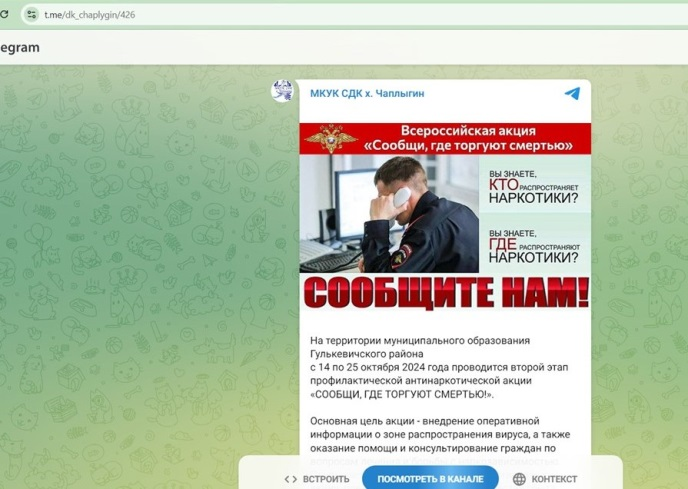 t.me/dk_chaplygin/426
egram
МКУК СДК х. Чаплыгин
Всероссийская акция
«Сообщи, где торгуют смертью»
ВЫ ЗНАЕТЕ,
КТО РАСПРОСТРАНЯЕТ
НАРКОТИКИ?
ВЫ ЗНАЕТЕ,
ГДЕ РАСПРОСТРАНЯЮТ
НАРКОТИКИ?
СООБЩИТЕ НАМ!
На территории муниципального образования
Гулькевичского района
с 14 по 25 октября 2024 года проводится второй этап
профилактической антинаркотической акции
«СООБЩИ, ГДЕ ТОРГУЮТ СМЕРТЬЮ!».
Основная цель акции - внедрение оперативной
информации о зоне распространения вируса, а также
оказание помощи и консультирование граждан по
ВСТРОИТЬ
ПОСМОТРЕТЬ В КАНАЛЕ
КОНТЕКСТ